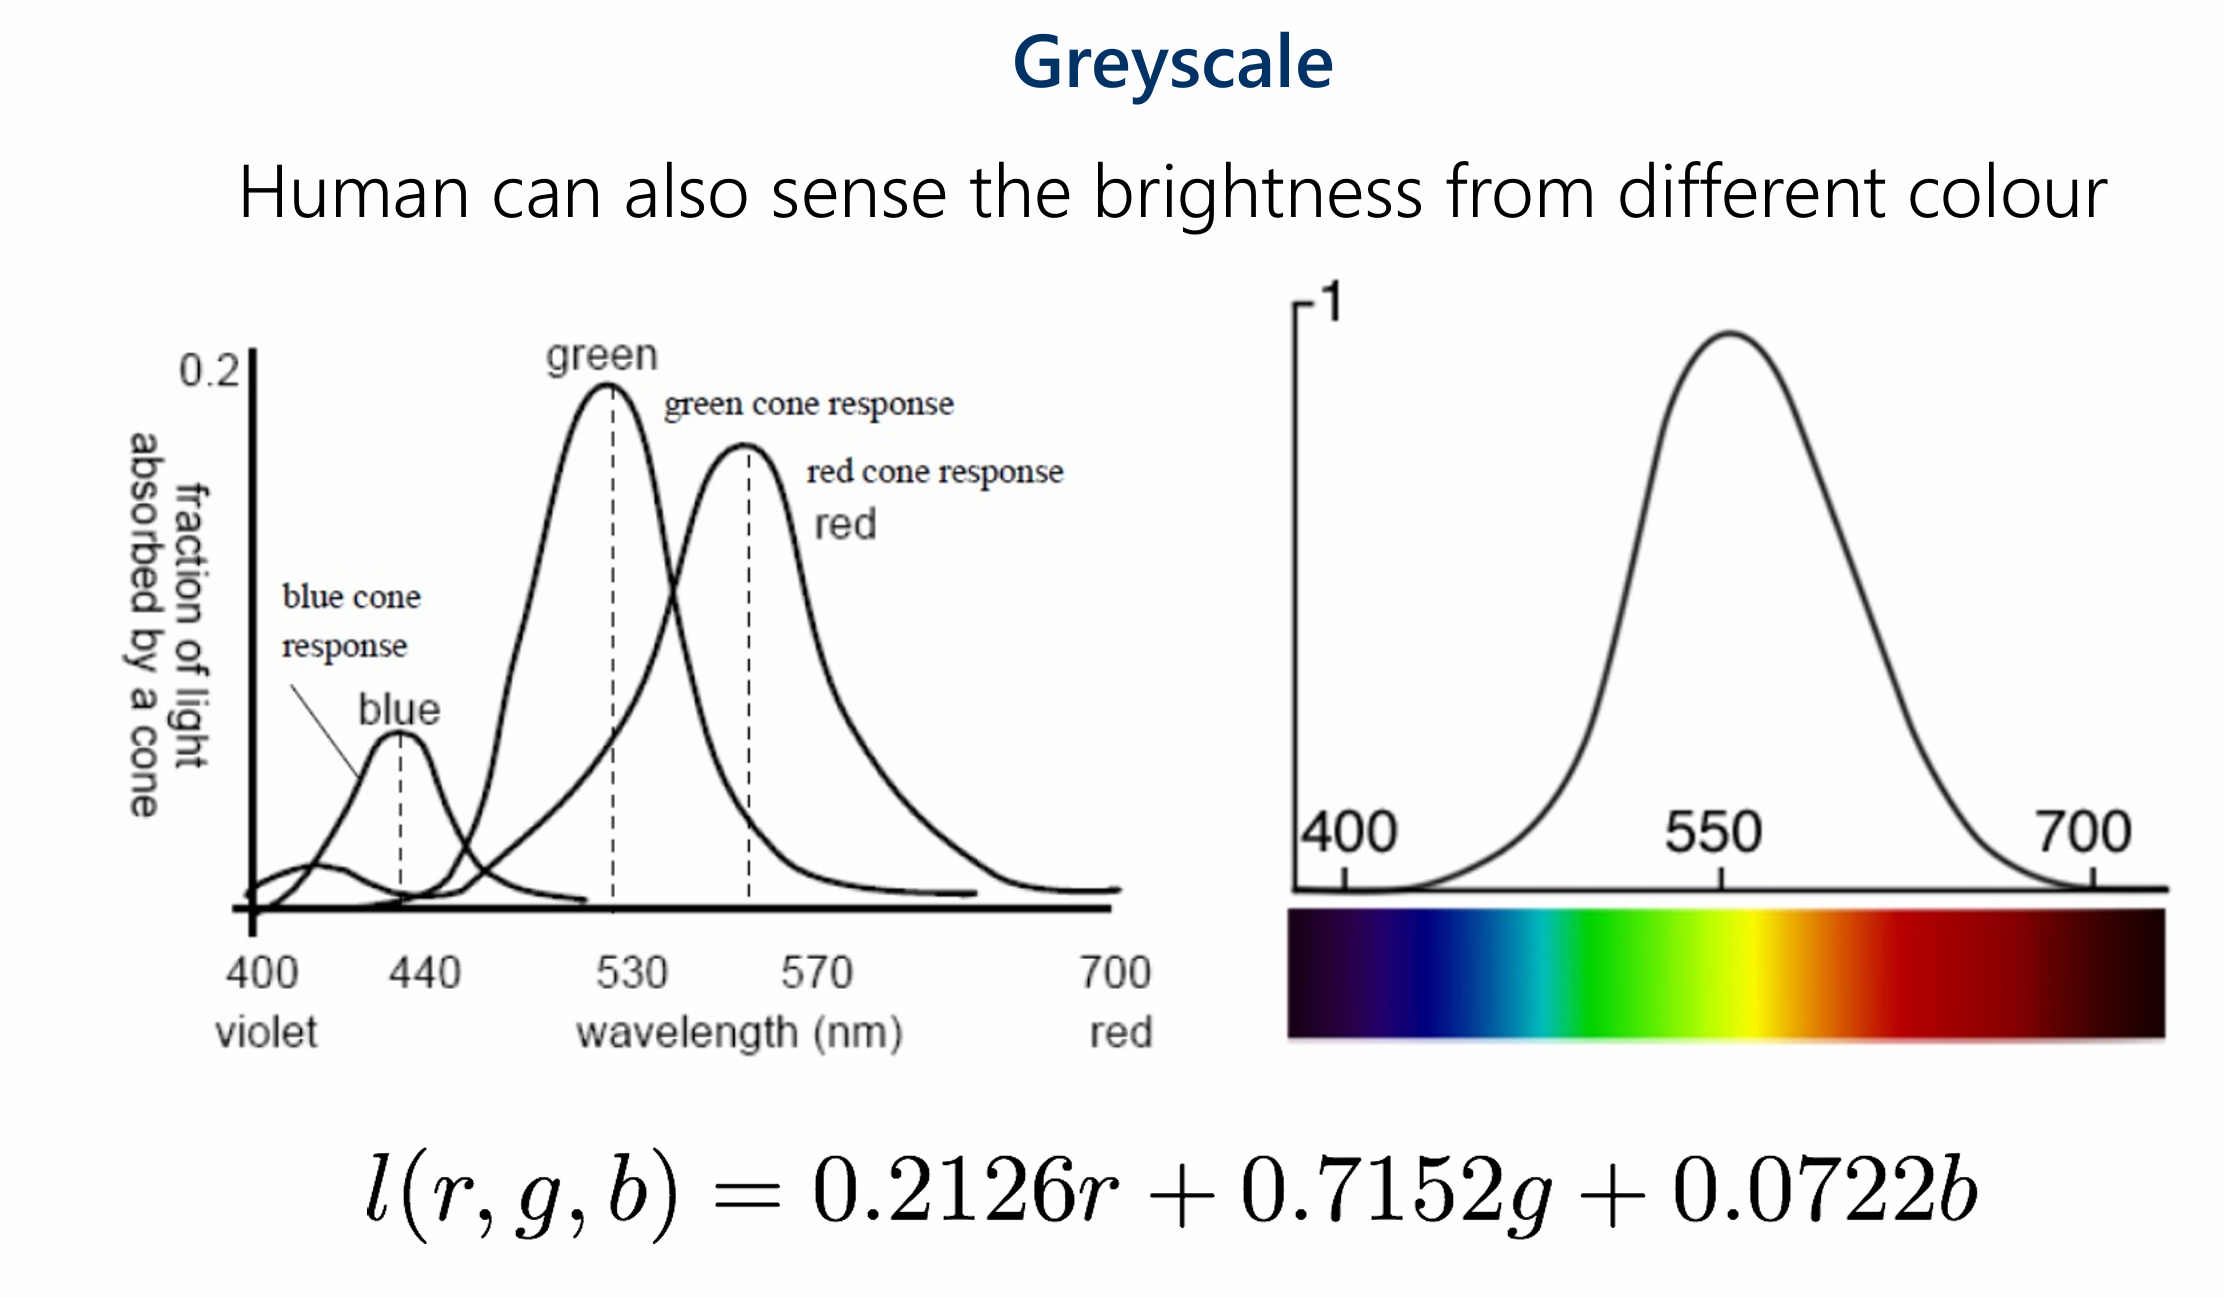 Greyscale
Human can also sense the brightness from different colour
0.2
fraction of light
absorbed by a cone
green
green cone response
red cone response
red
blue cone
response
blue
400 440 530 570 700
violet wavelength (nm) red
1
400 550 700
l(r, g, b) = 0.2126r + 0.7152g + 0.0722b